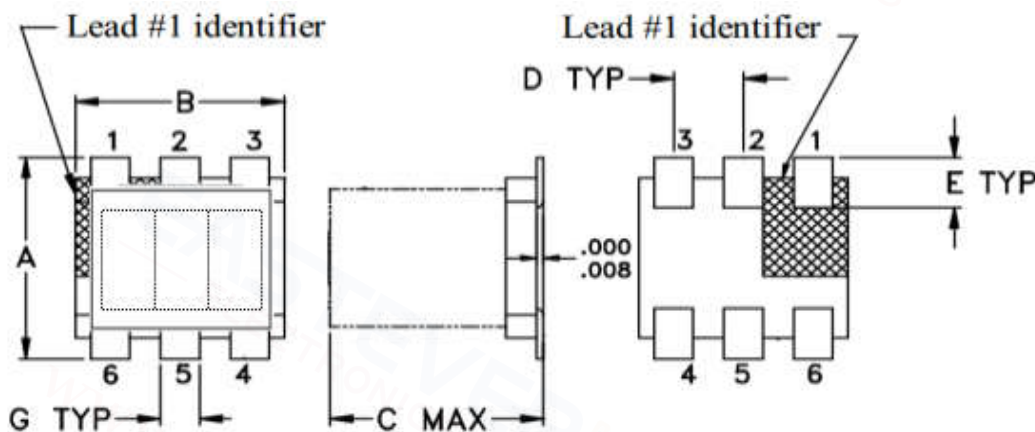 Lead #1 identifier
Lead #1 identifier
D TYP
B
1 2 3
3 2 1
E TYP
A
.000
.008
6 5 4
4 5 6
G TYP
C MAX